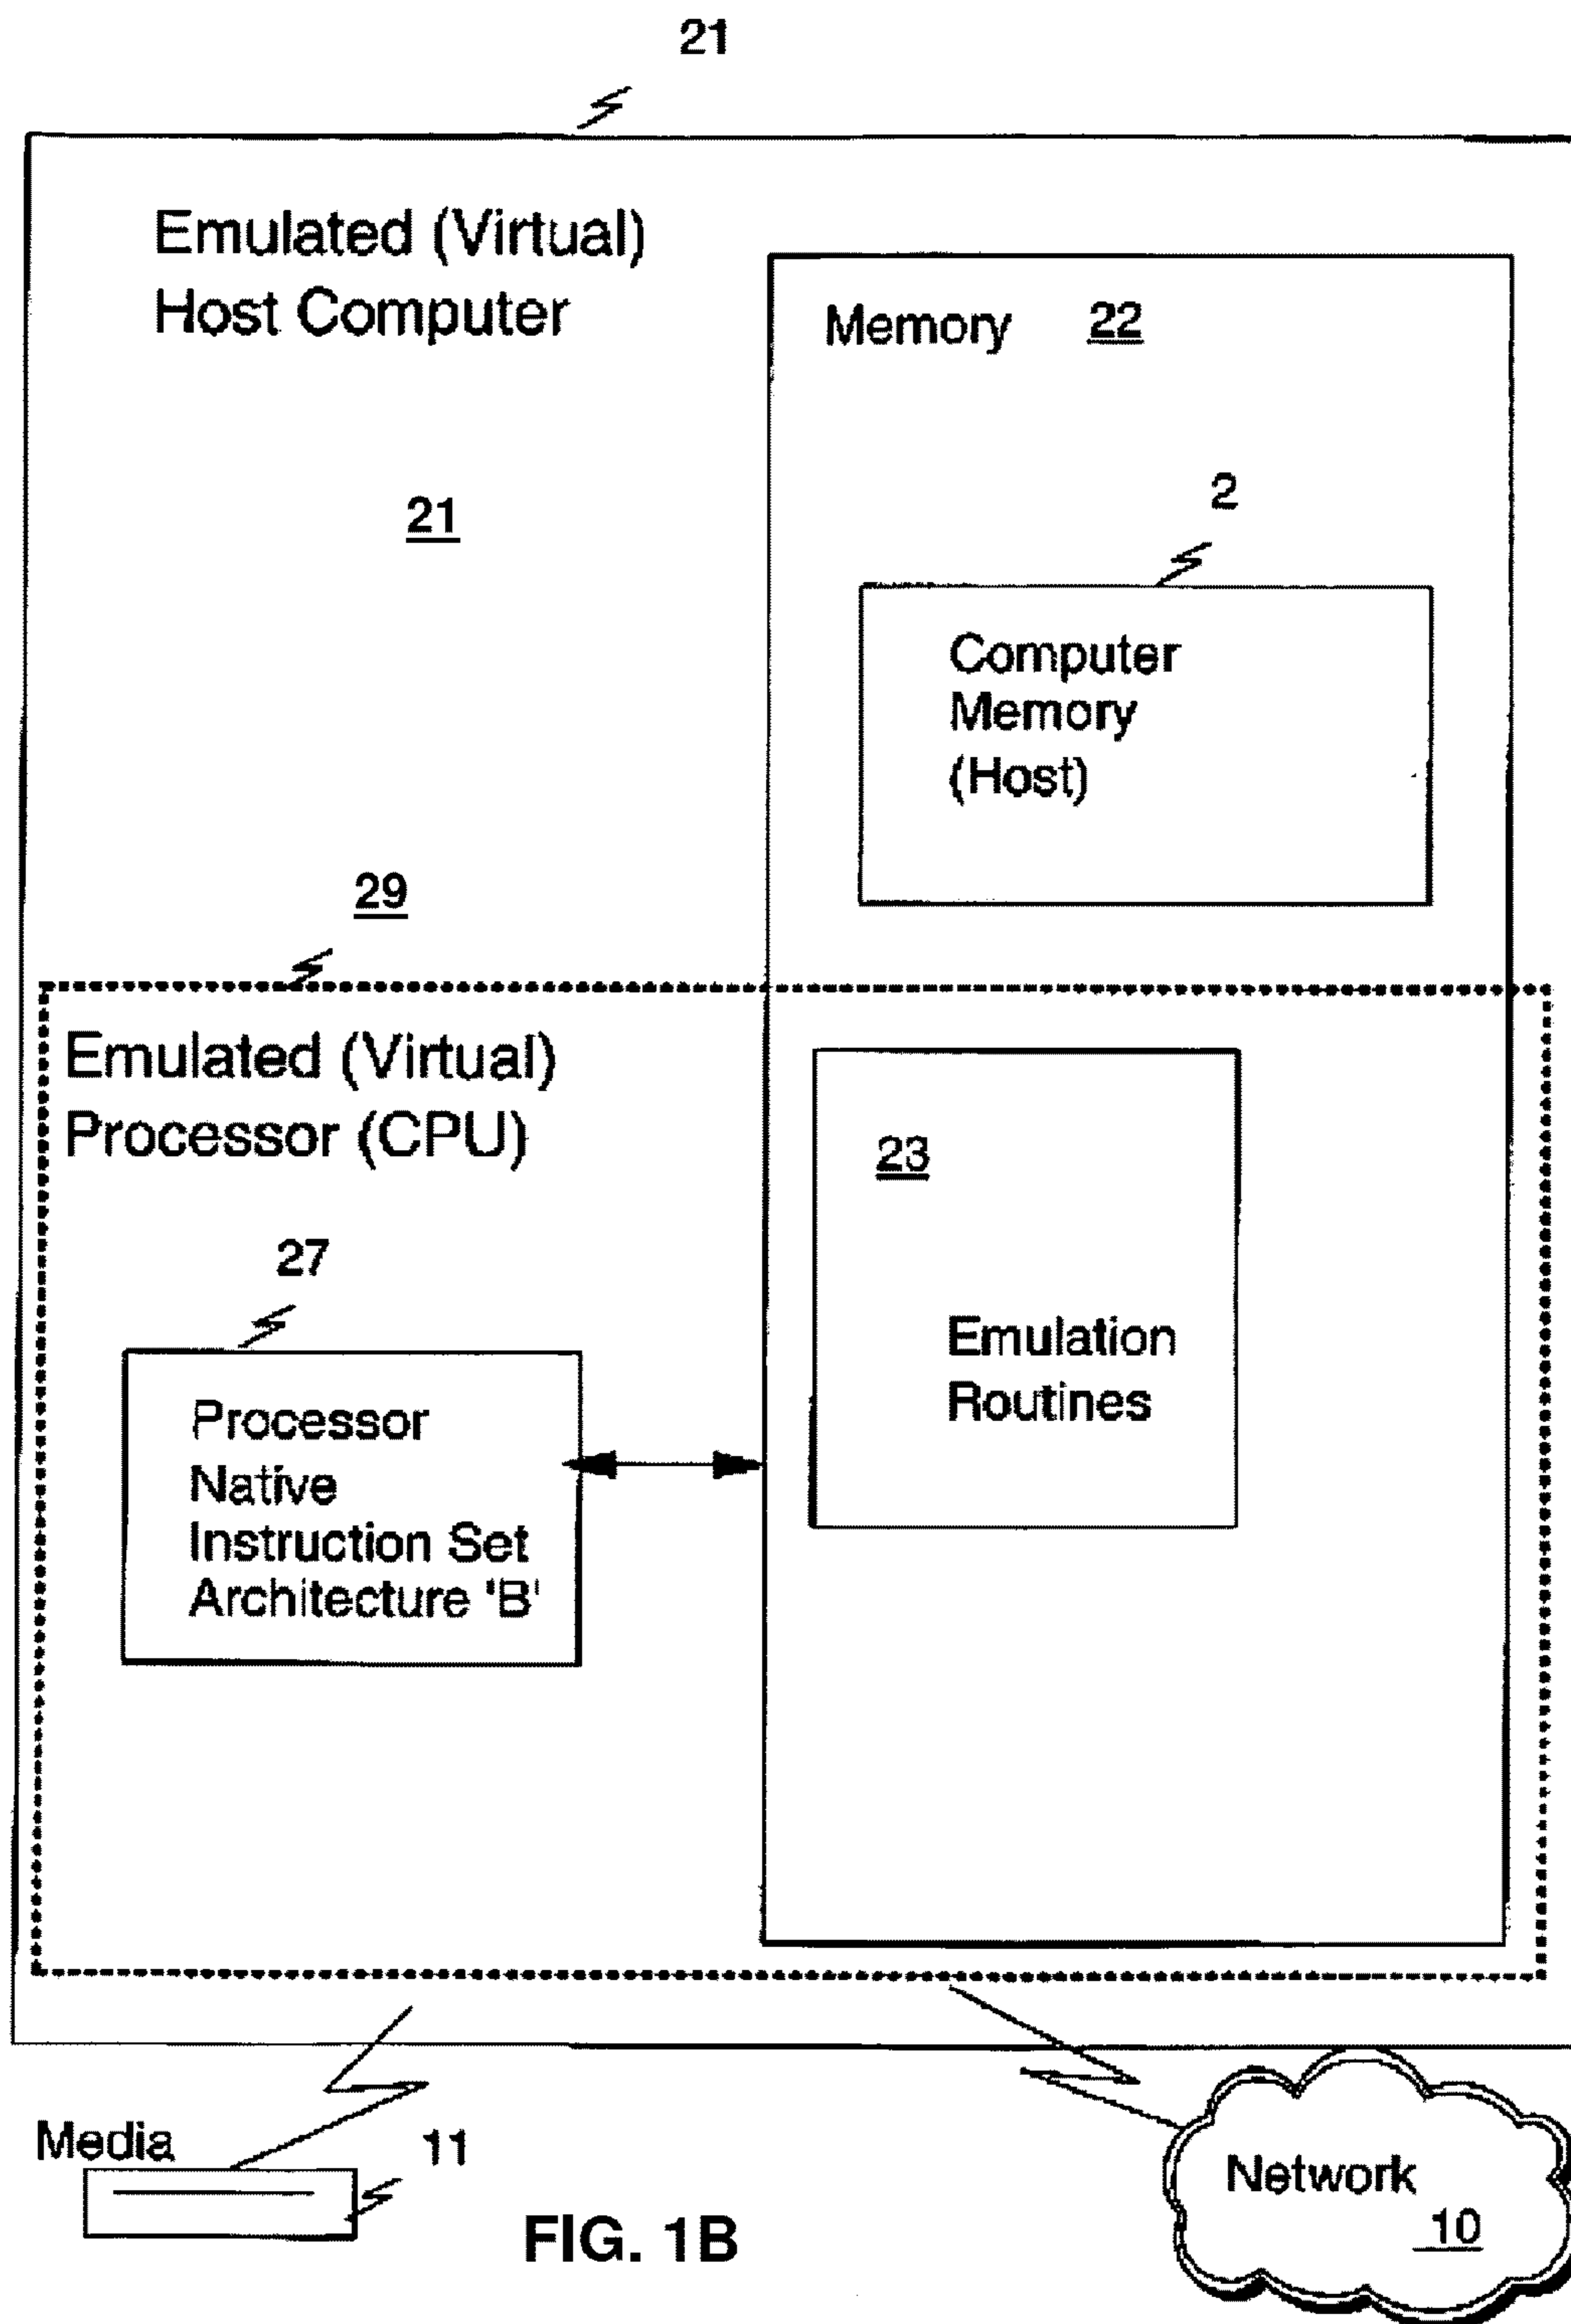 21
Emulated (Virtual)
Host Computer
21
Memory 22
2
Computer
Memory
(Host)
29
Emulated (Virtual)
Processor (CPU)
27
Processor
Native
Instruction Set
Architecture 'B'
23
Emulation
Routines
Media
11
FIG. 1B
Network
10